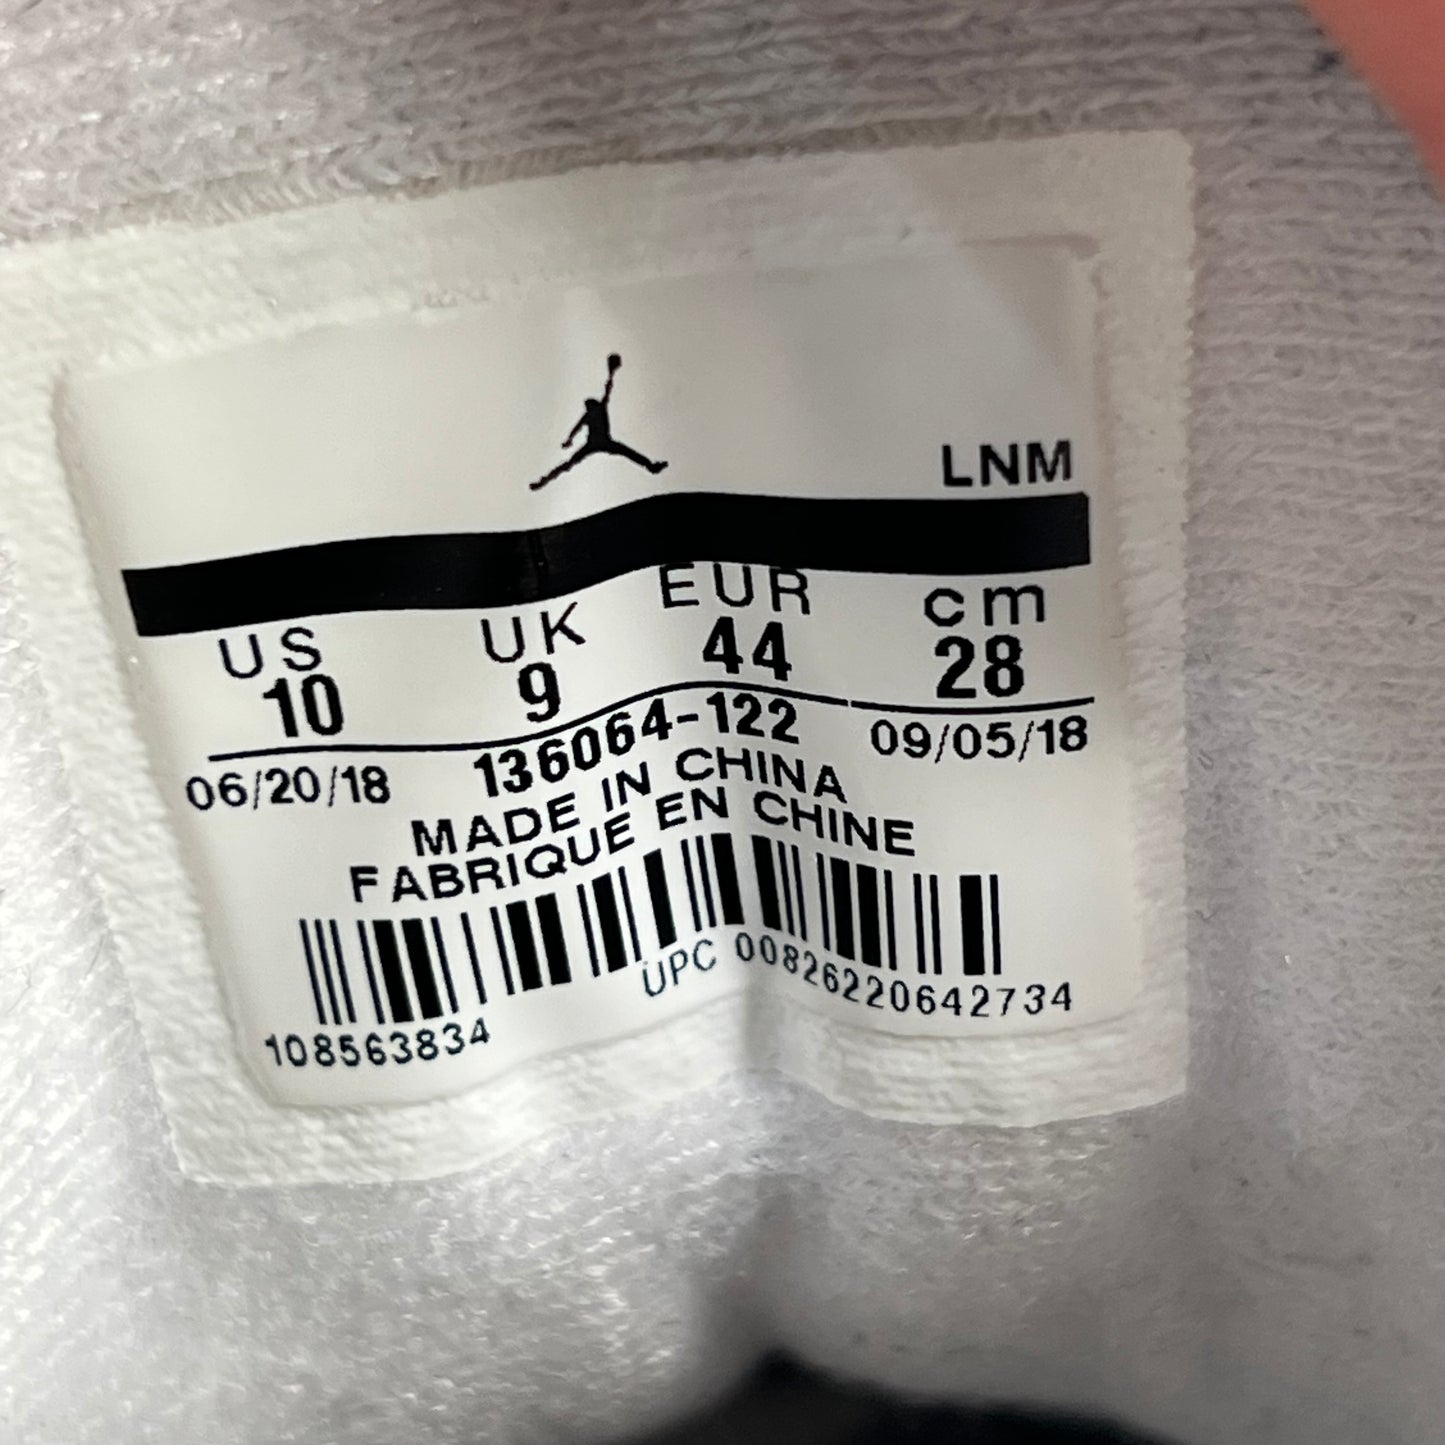 LNM
US UK EUR cm
10 9 44 28
06/20/18 136064-122 09/05/18
MADE IN CHINA
FABRIQUE EN CHINE
UPC 00826220642734
108563834